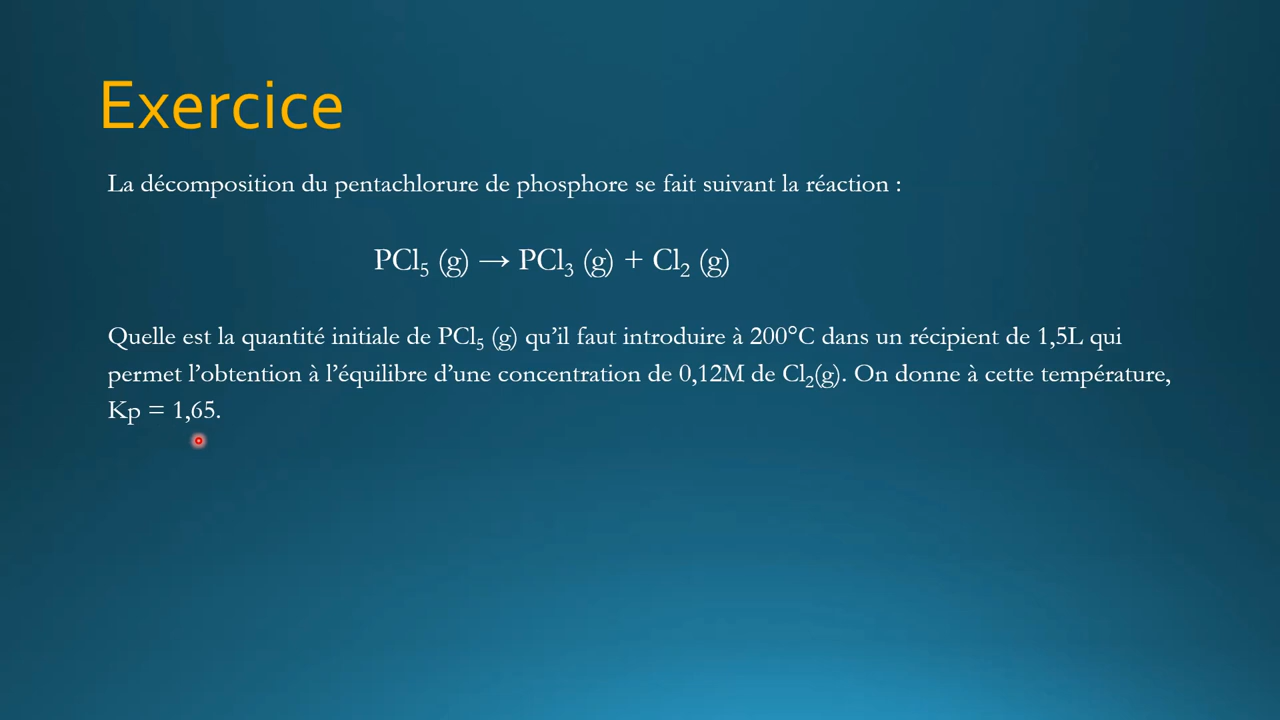 Exercice
La décomposition du pentachlorure de phosphore se fait suivant la réaction :
PCl₅ (g) → PCl₃ (g) + Cl₂ (g)
Quelle est la quantité initiale de PCl₅ (g) qu’il faut introduire à 200°C dans un récipient de 1,5L qui
permet l’obtention à l’équilibre d’une concentration de 0,12M de Cl₂(g). On donne à cette température,
Kp = 1,65.